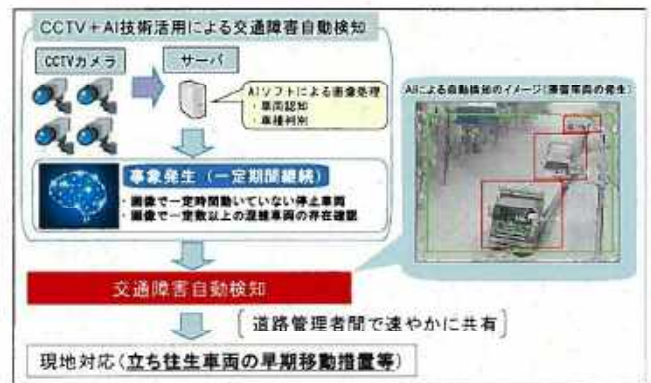 CCTV+AI技術活用による交通障害自動検知
CCTVカメラ
サーバ
AIソフトによる画像処理
・車両認知
・車種判別
事象発生（一定期間継続）
・画像で一定時間動いていない停止車両
・画像で一定数以上の混雑車両の存在確認
AIによる自動検知のイメージ(滞留車両の発生)
交通障害自動検知
道路管理者間で速やかに共有
現地対応(立ち往生車両の早期移動措置等)